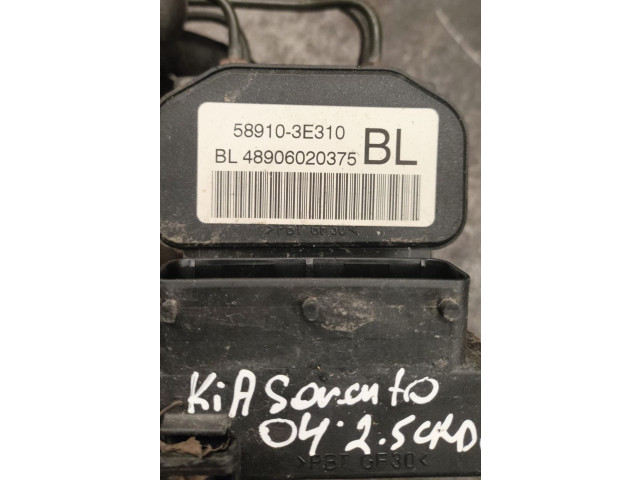 58910-3E310
BL 48906020375 BL
>PBT GF30<
KiA Sorento
04' 2.5CRD
>PBT GF30<